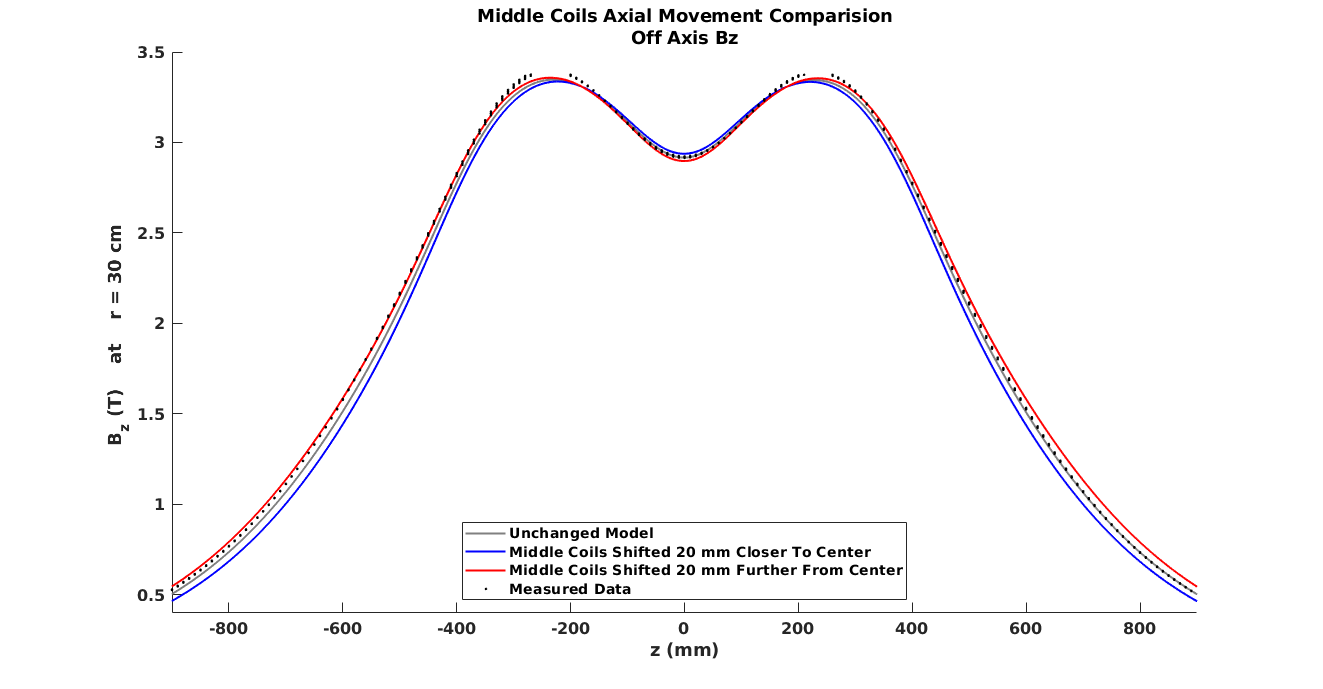 Middle Coils Axial Movement Comparision
Off Axis Bz
3.5
3
2.5
2
1.5
1
0.5
Bz (T) at r = 30 cm
Unchanged Model
Middle Coils Shifted 20 mm Closer To Center
Middle Coils Shifted 20 mm Further From Center
Measured Data
-800 -600 -400 -200 0 200 400 600 800
z (mm)